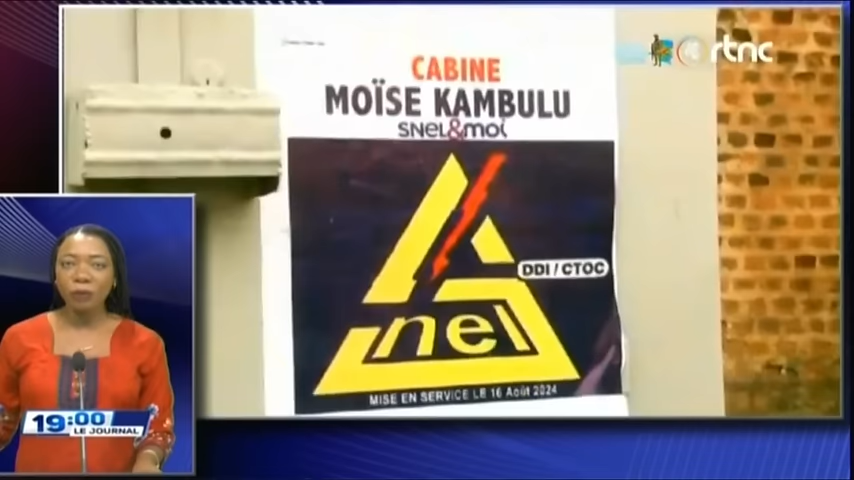 rtnc
CABINE
MOÏSE KAMBULU
SNEL&moi
DDI / CTOC
Snel
MISE EN SERVICE LE 16 Août 2024
19:00
LE JOURNAL